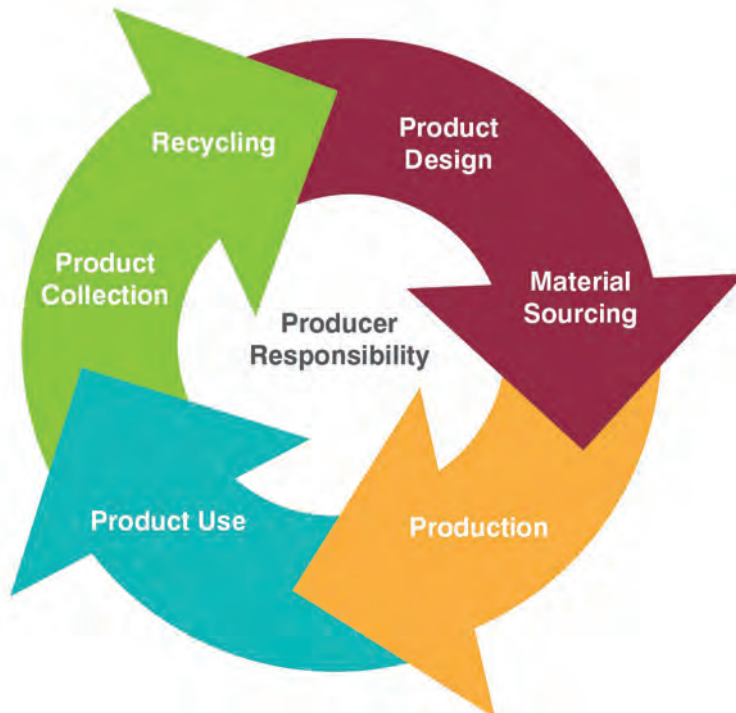 Recycling
Product
Design
Product
Collection
Material
Sourcing
Producer
Responsibility
Product Use
Production